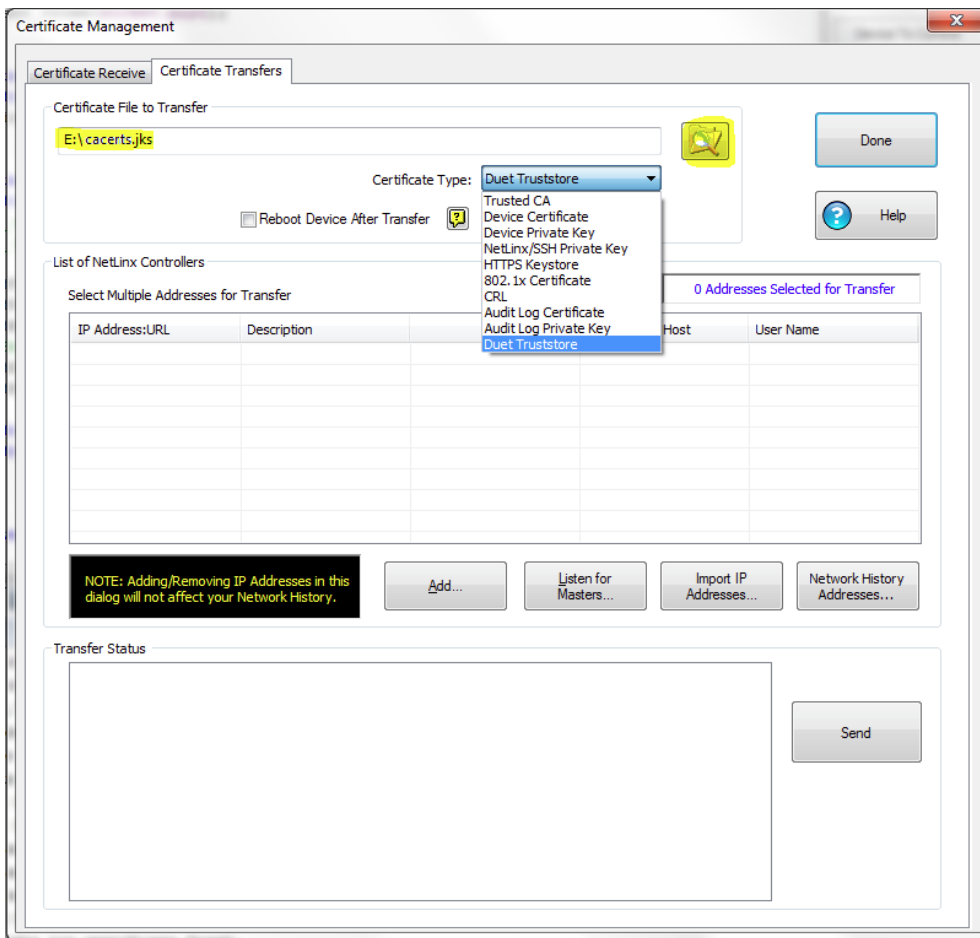 Certificate Management
Certificate Receive
Certificate Transfers
Certificate File to Transfer
E:\cacerts.jks
Done
Certificate Type:
Duet Truststore
Trusted CA
Device Certificate
Device Private Key
NetLinx/SSH Private Key
HTTPS Keystore
802.1x Certificate
CRL
Audit Log Certificate
Audit Log Private Key
Duet Truststore
Reboot Device After Transfer
Help
List of NetLinx Controllers
Select Multiple Addresses for Transfer
0 Addresses Selected for Transfer
IP Address:URL
Description
Host
User Name
NOTE: Adding/Removing IP Addresses in this
dialog will not affect your Network History.
Add...
Listen for
Masters...
Import IP
Addresses...
Network History
Addresses...
Transfer Status
Send